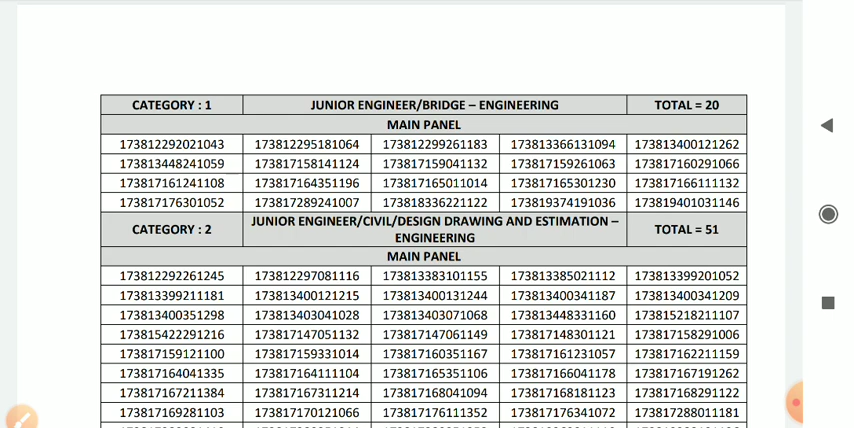 CATEGORY : 1 JUNIOR ENGINEER/BRIDGE – ENGINEERING TOTAL = 20
MAIN PANEL
173812292021043 173812295181064 173812299261183 173813366131094 173813400121262
173813448241059 173817158141124 173817159041132 173817159261063 173817160291066
173817161241108 173817164351196 173817165011014 173817165301230 173817166111132
173817176301052 173817289241007 173818336221122 173819374191036 173819401031146
CATEGORY : 2 JUNIOR ENGINEER/CIVIL/DESIGN DRAWING AND ESTIMATION – TOTAL = 51
ENGINEERING
MAIN PANEL
173812292261245 173812297081116 173813383101155 173813385021112 173813399201052
173813399211181 173813400121215 173813400131244 173813400341187 173813400341209
173813400351298 173813403041028 173813403071068 173813448331160 173815218211107
173815422291216 173817147051132 173817147061149 173817148301121 173817158291006
173817159121100 173817159331014 173817160351167 173817161231057 173817162211159
173817164041335 173817164111104 173817165351106 173817166041178 173817167191262
173817167211384 173817167311214 173817168041094 173817168181123 173817168291122
173817169281103 173817170121066 173817176111352 173817176341072 173817288011181